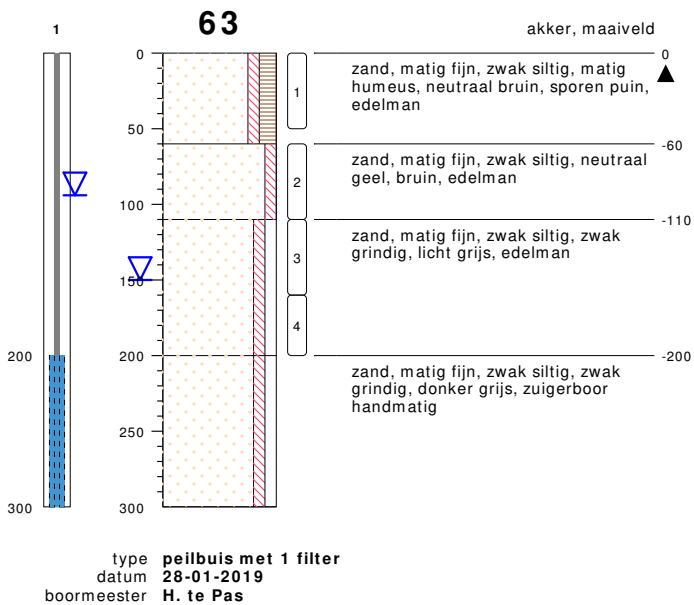 1
63
akker, maaiveld
0
0
zand, matig fijn, zwak siltig, matig
humeus, neutraal bruin, sporen puin,
edelman
1
50
-60
zand, matig fijn, zwak siltig, neutraal
geel, bruin, edelman
2
100
-110
zand, matig fijn, zwak siltig, zwak
grindig, licht grijs, edelman
3
150
4
200
200
-200
zand, matig fijn, zwak siltig, zwak
grindig, donker grijs, zuigerboor
handmatig
250
300
300
type peilbuis met 1 filter
datum 28-01-2019
boormeester H. te Pas